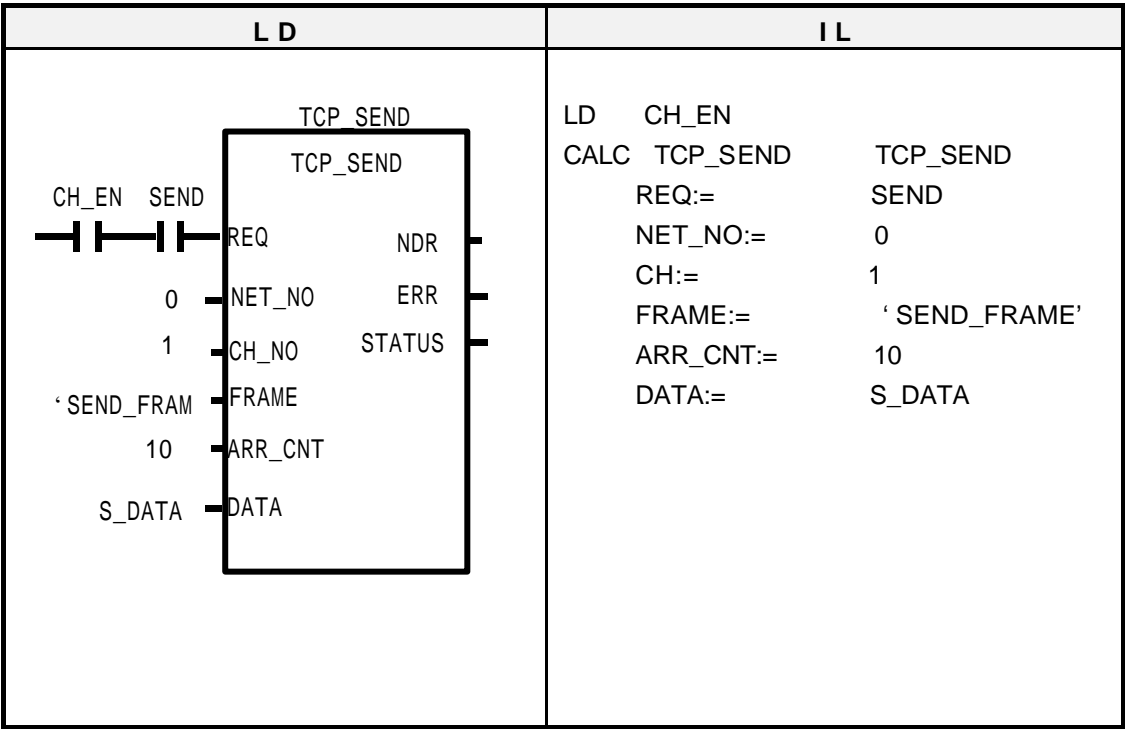 L D
I L
TCP_SEND
TCP_SEND
CH_EN SEND
REQ NDR
0 NET_NO ERR
1 CH_NO STATUS
‘ SEND_FRAM FRAME
10 ARR_CNT
S_DATA DATA
LD CH_EN
CALC TCP_SEND TCP_SEND
REQ:= SEND
NET_NO:= 0
CH:= 1
FRAME:= ‘ SEND_FRAME’
ARR_CNT:= 10
DATA:= S_DATA